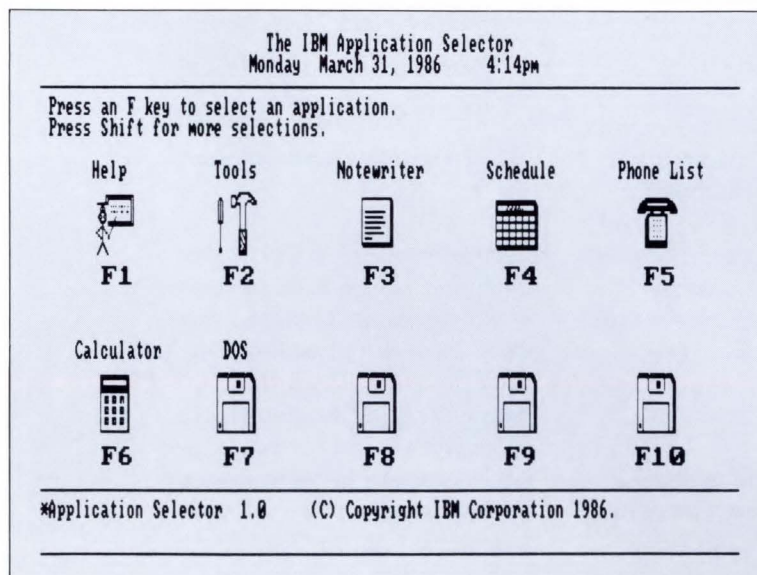 The IBM Application Selector
Monday March 31, 1986 4:14pm
Press an F key to select an application.
Press Shift for more selections.
Help Tools Notewriter Schedule Phone List
F1 F2 F3 F4 F5
Calculator DOS
F6 F7 F8 F9 F10
*Application Selector 1.0 (C) Copyright IBM Corporation 1986.